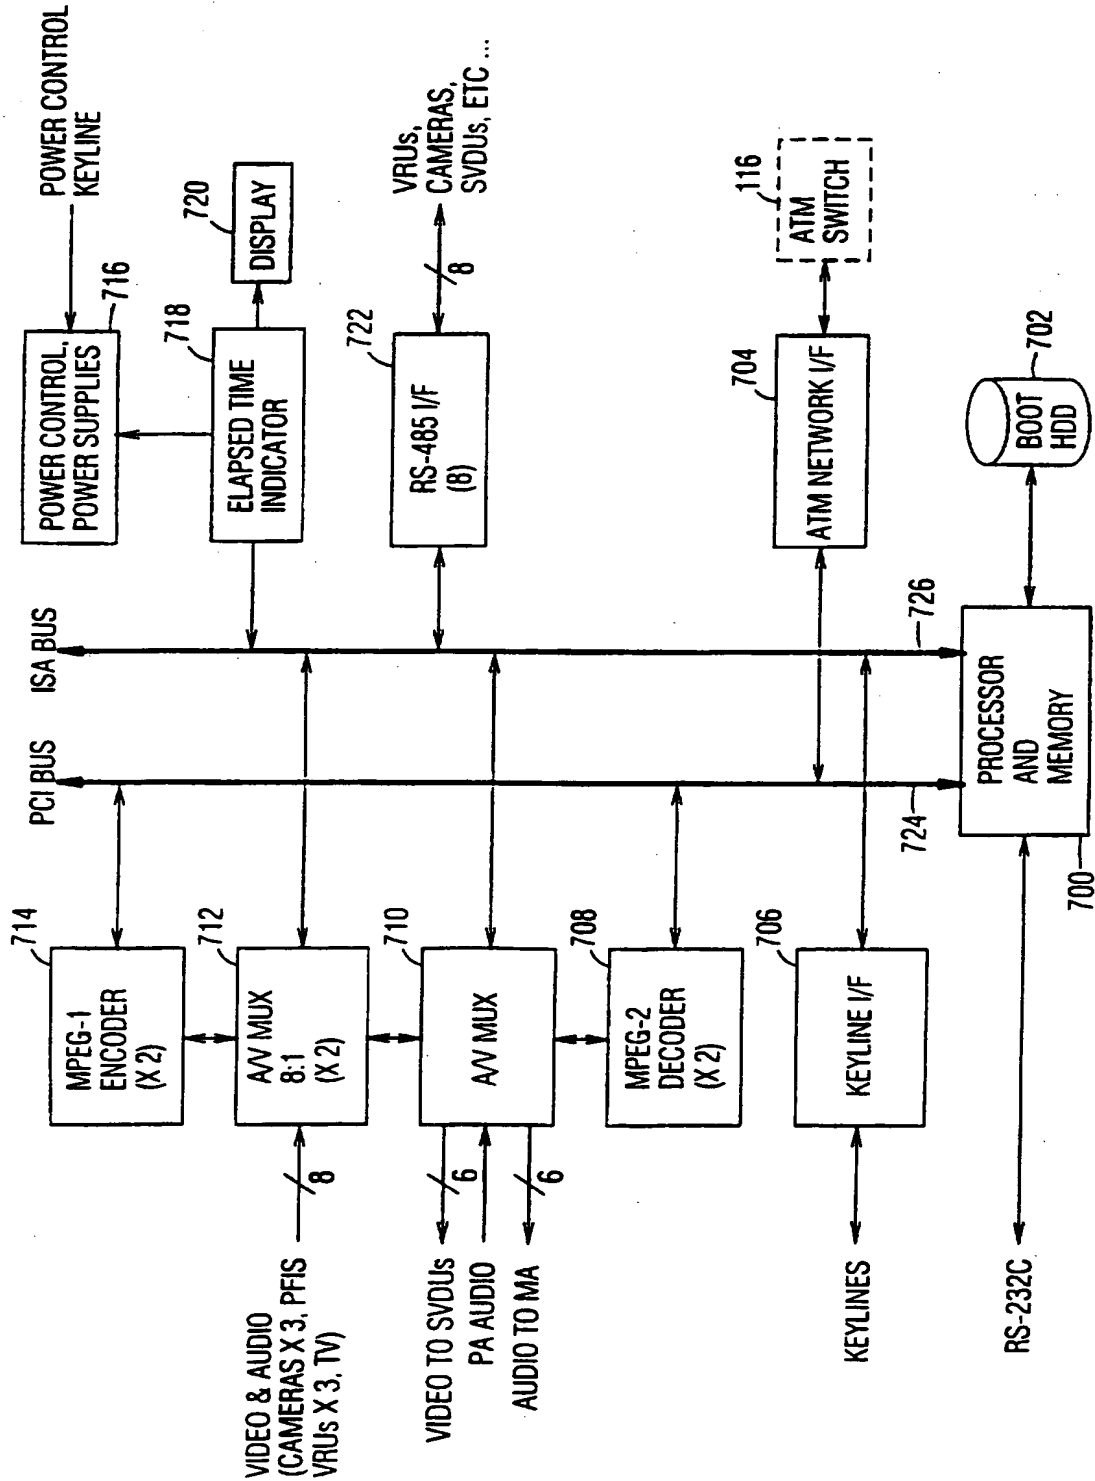 VIDEO & AUDIO
(CAMERAS X 3, PFIS
VRUs X 3, TV)
8
VIDEO TO SVDUs
6
PA AUDIO
AUDIO TO MA
6
KEYLINES
RS-232C
714
MPEG-1
ENCODER
(X 2)
712
A/V MUX
8:1
(X 2)
710
A/V MUX
708
MPEG-2
DECODER
(X 2)
706
KEYLINE I/F
PCI BUS
ISA BUS
724
726
700
PROCESSOR
AND
MEMORY
POWER CONTROL
KEYLINE
POWER CONTROL,
POWER SUPPLIES
716
718
ELAPSED TIME
INDICATOR
720
DISPLAY
722
RS-485 I/F
(8)
8
VRUs,
CAMERAS,
SVDUs, ETC ...
704
ATM NETWORK I/F
116
ATM
SWITCH
702
BOOT
HDD